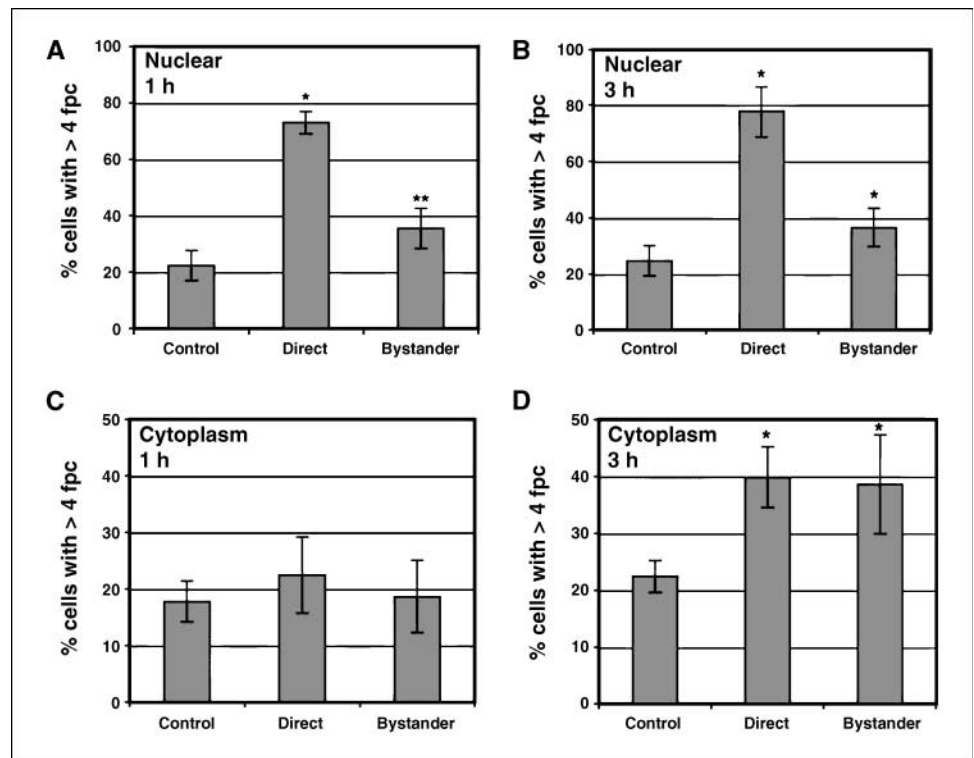 A
% cells with > 4 fpc
100
80
60
40
20
0
Nuclear
1 h
*
**
Control Direct Bystander
B
% cells with > 4 fpc
100
80
60
40
20
0
Nuclear
3 h
*
*
Control Direct Bystander
C
% cells with > 4 fpc
50
40
30
20
10
0
Cytoplasm
1 h
Control Direct Bystander
D
% cells with > 4 fpc
50
40
30
20
10
0
Cytoplasm
3 h
*
*
Control Direct Bystander